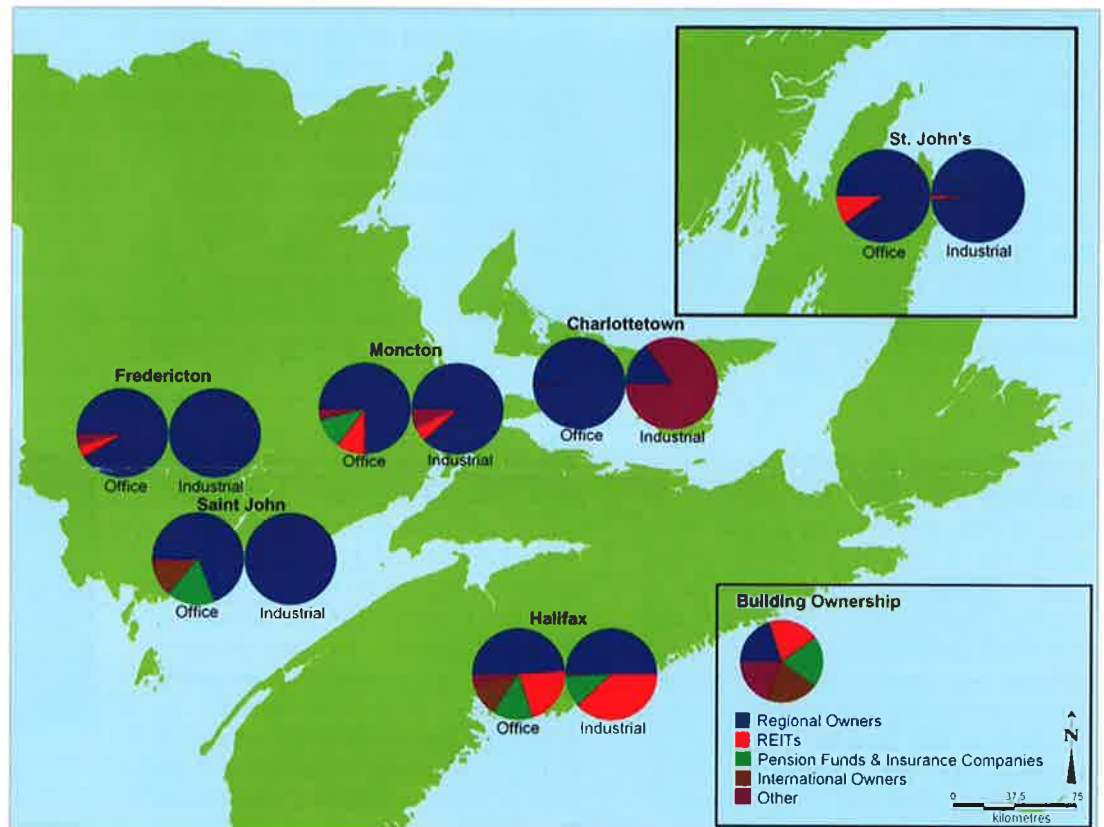 St. John's
Office
Industrial
Charlottetown
Office
Industrial
Moncton
Office
Industrial
Fredericton
Office
Industrial
Saint John
Office
Industrial
Halifax
Office
Industrial
Building Ownership
Regional Owners
REITs
Pension Funds & Insurance Companies
International Owners
Other
N
0 37.5 75
kilometres